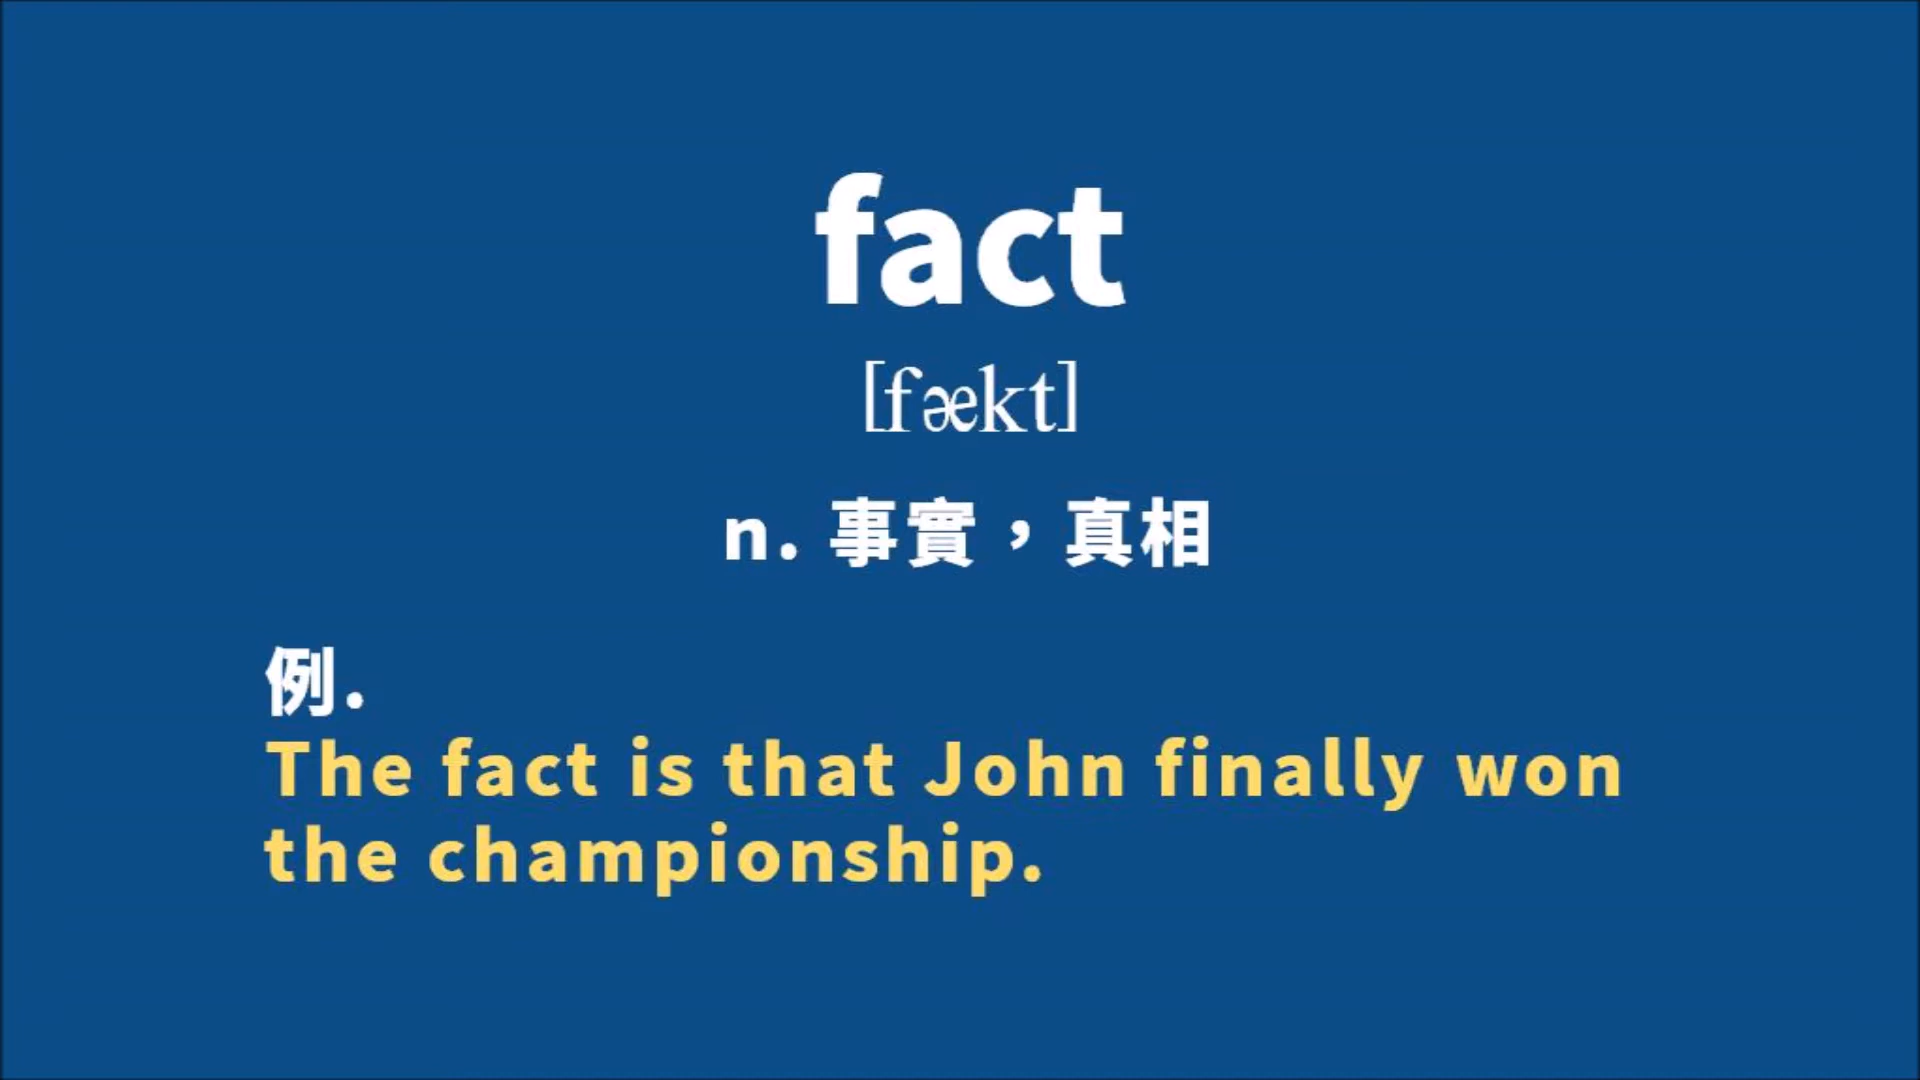 fact
[fækt]
n. 事實，真相
例.
The fact is that John finally won
the championship.